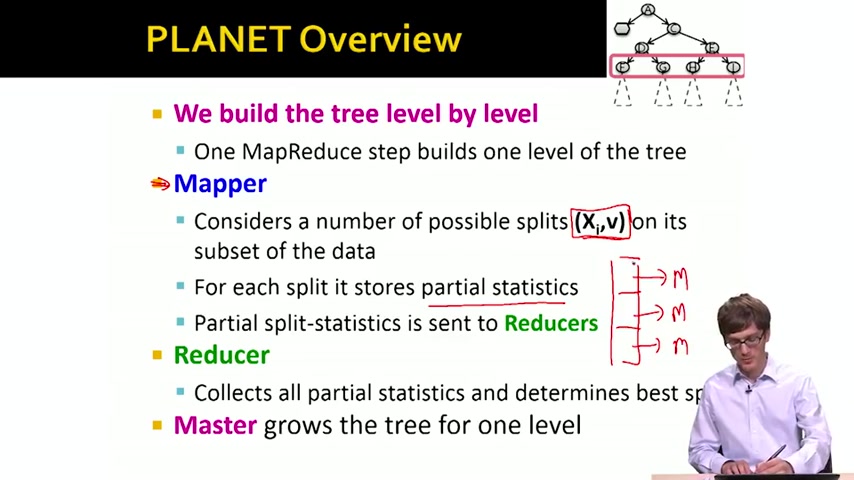 PLANET Overview
A
C
D
E
F
G
H
I
We build the tree level by level
One MapReduce step builds one level of the tree
Mapper
Considers a number of possible splits (Xi,v) on its
subset of the data
For each split it stores partial statistics
M
Partial split-statistics is sent to Reducers
M
M
Reducer
Collects all partial statistics and determines best sp
Master grows the tree for one level